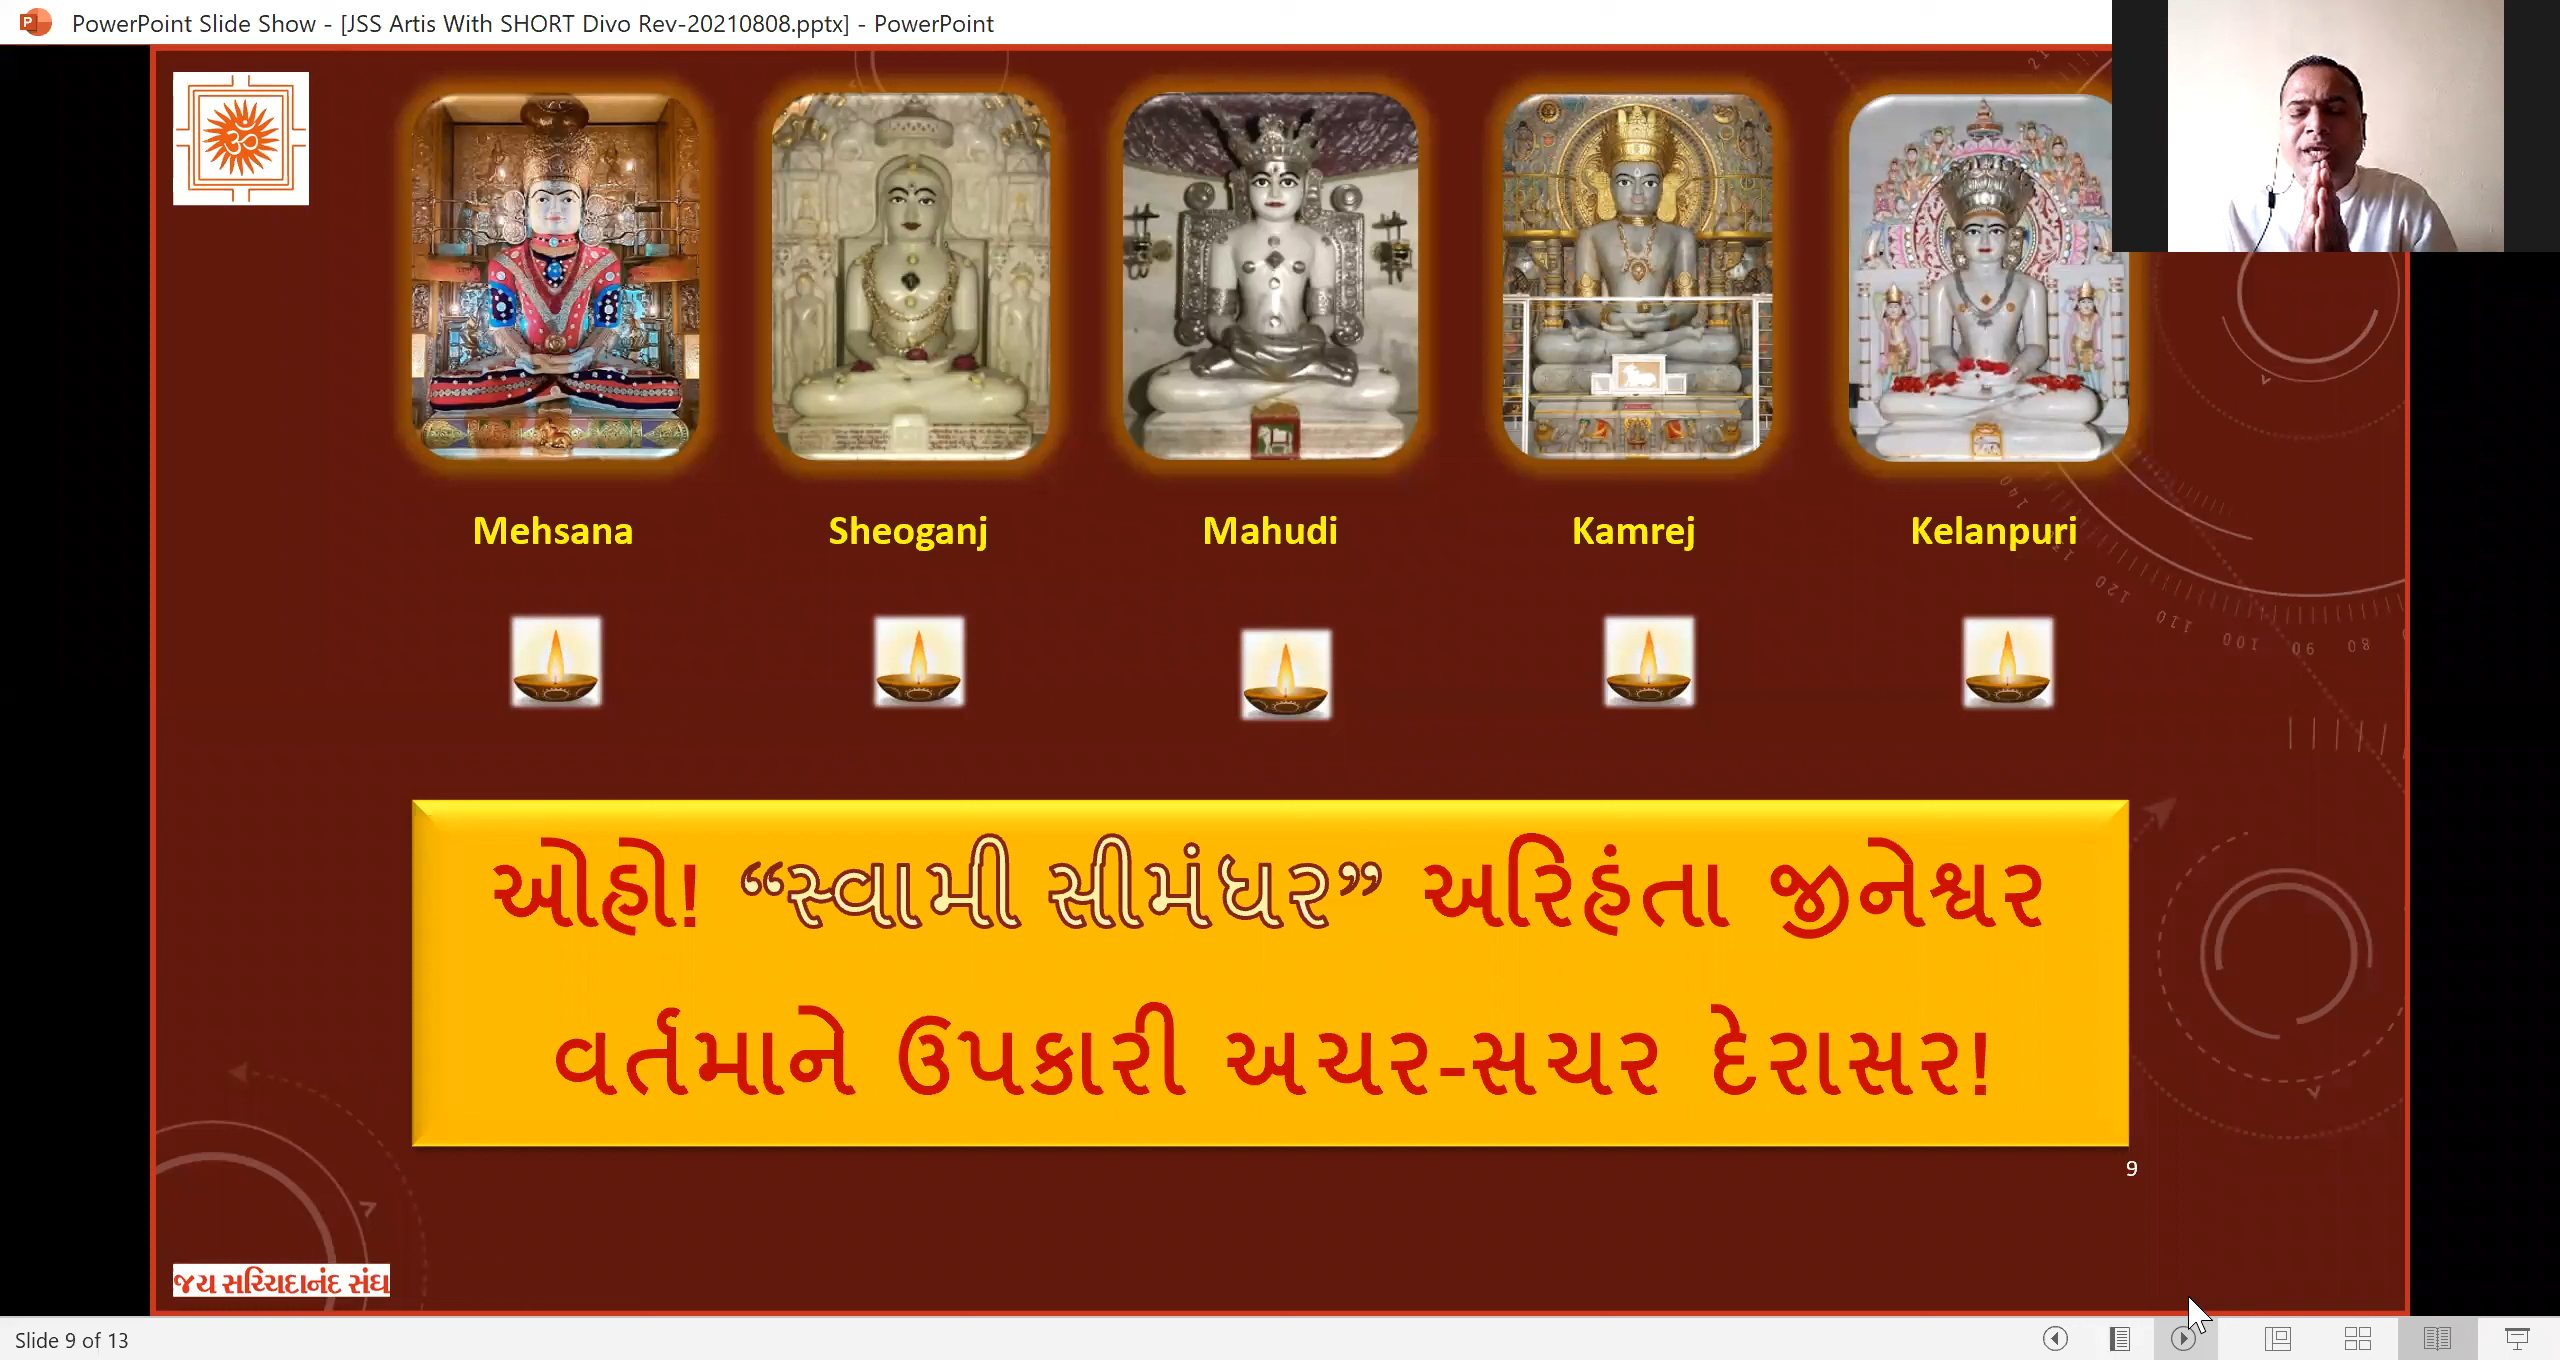 PowerPoint Slide Show - [JSS Artis With SHORT Divo Rev-20210808.pptx] - PowerPoint
Mehsana Sheoganj Mahudi Kamrej Kelanpuri
ઓહો! “સ્વામી સીમંધર” અરિહંતા જીનેશ્વર
વર્તમાને ઉપકારી અચર-સચર દેરાસર!
9
જય સચ્ચિદાનંદ સંઘ
Slide 9 of 13